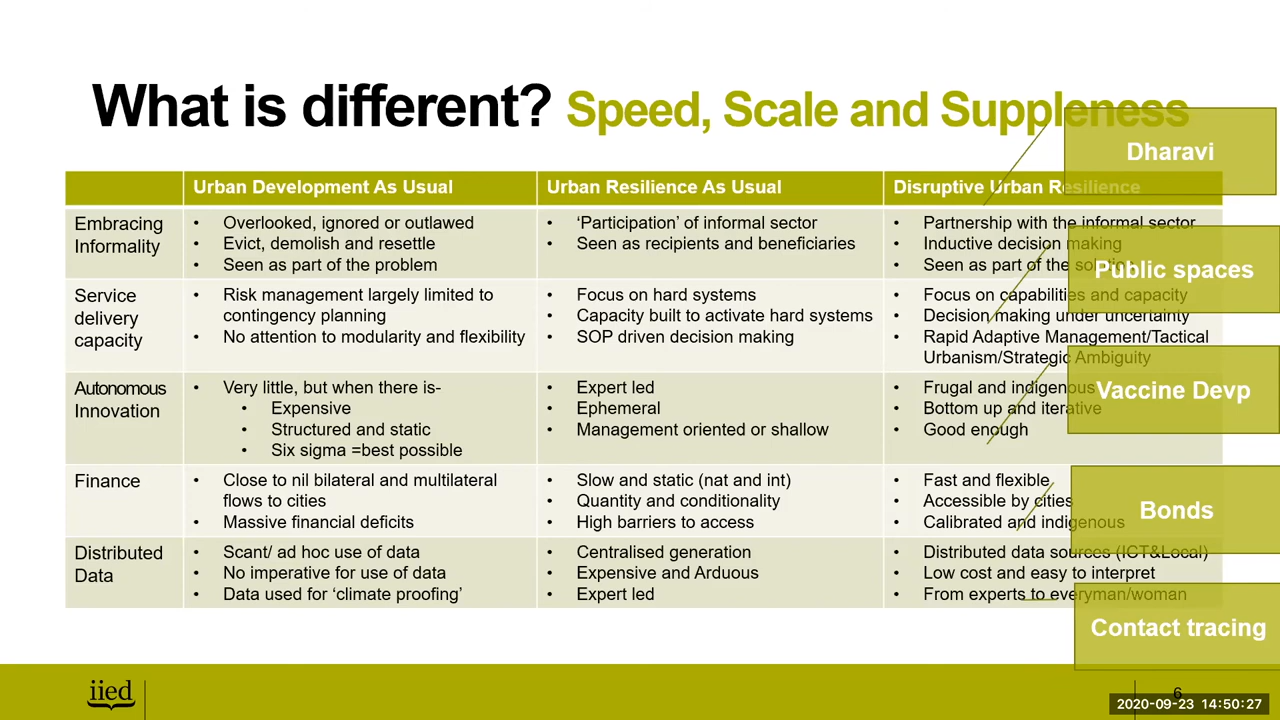 What is different? Speed, Scale and Suppleness
Urban Development As Usual
Urban Resilience As Usual
Disruptive Urban Resilience
Embracing
Informality
• Overlooked, ignored or outlawed
• Evict, demolish and resettle
• Seen as part of the problem
• ‘Participation’ of informal sector
• Seen as recipients and beneficiaries
• Partnership with the informal sector
• Inductive decision making
• Seen as part of the solution
Service
delivery
capacity
• Risk management largely limited to
contingency planning
• No attention to modularity and flexibility
• Focus on hard systems
• Capacity built to activate hard systems
• SOP driven decision making
• Focus on capabilities and capacity
• Decision making under uncertainty
• Rapid Adaptive Management/Tactical
Urbanism/Strategic Ambiguity
Autonomous
Innovation
• Very little, but when there is-
• Expensive
• Structured and static
• Six sigma =best possible
• Expert led
• Ephemeral
• Management oriented or shallow
• Frugal and indigenous
• Bottom up and iterative
• Good enough
Finance
• Close to nil bilateral and multilateral
flows to cities
• Massive financial deficits
• Slow and static (nat and int)
• Quantity and conditionality
• High barriers to access
• Fast and flexible
• Accessible by cities
• Calibrated and indigenous
Distributed
Data
• Scant/ ad hoc use of data
• No imperative for use of data
• Data used for ‘climate proofing’
• Centralised generation
• Expensive and Arduous
• Expert led
• Distributed data sources (ICT&Local)
• Low cost and easy to interpret
• From experts to everyman/woman
Dharavi
Public spaces
Vaccine Devp
Bonds
Contact tracing
iied
6
2020-09-23 14:50:27